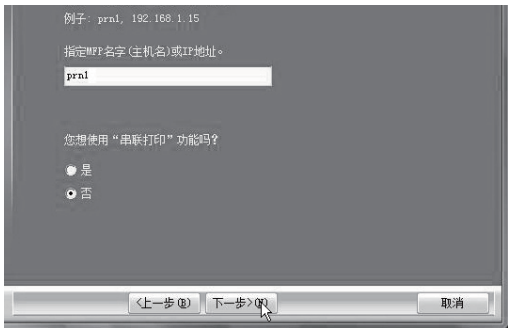 例子: prn1, 192.168.1.15
指定MFP名字(主机名)或IP地址。
prn1
您想使用“串联打印”功能吗?
是
否
<上一步(B) 下一步>(N) 取消